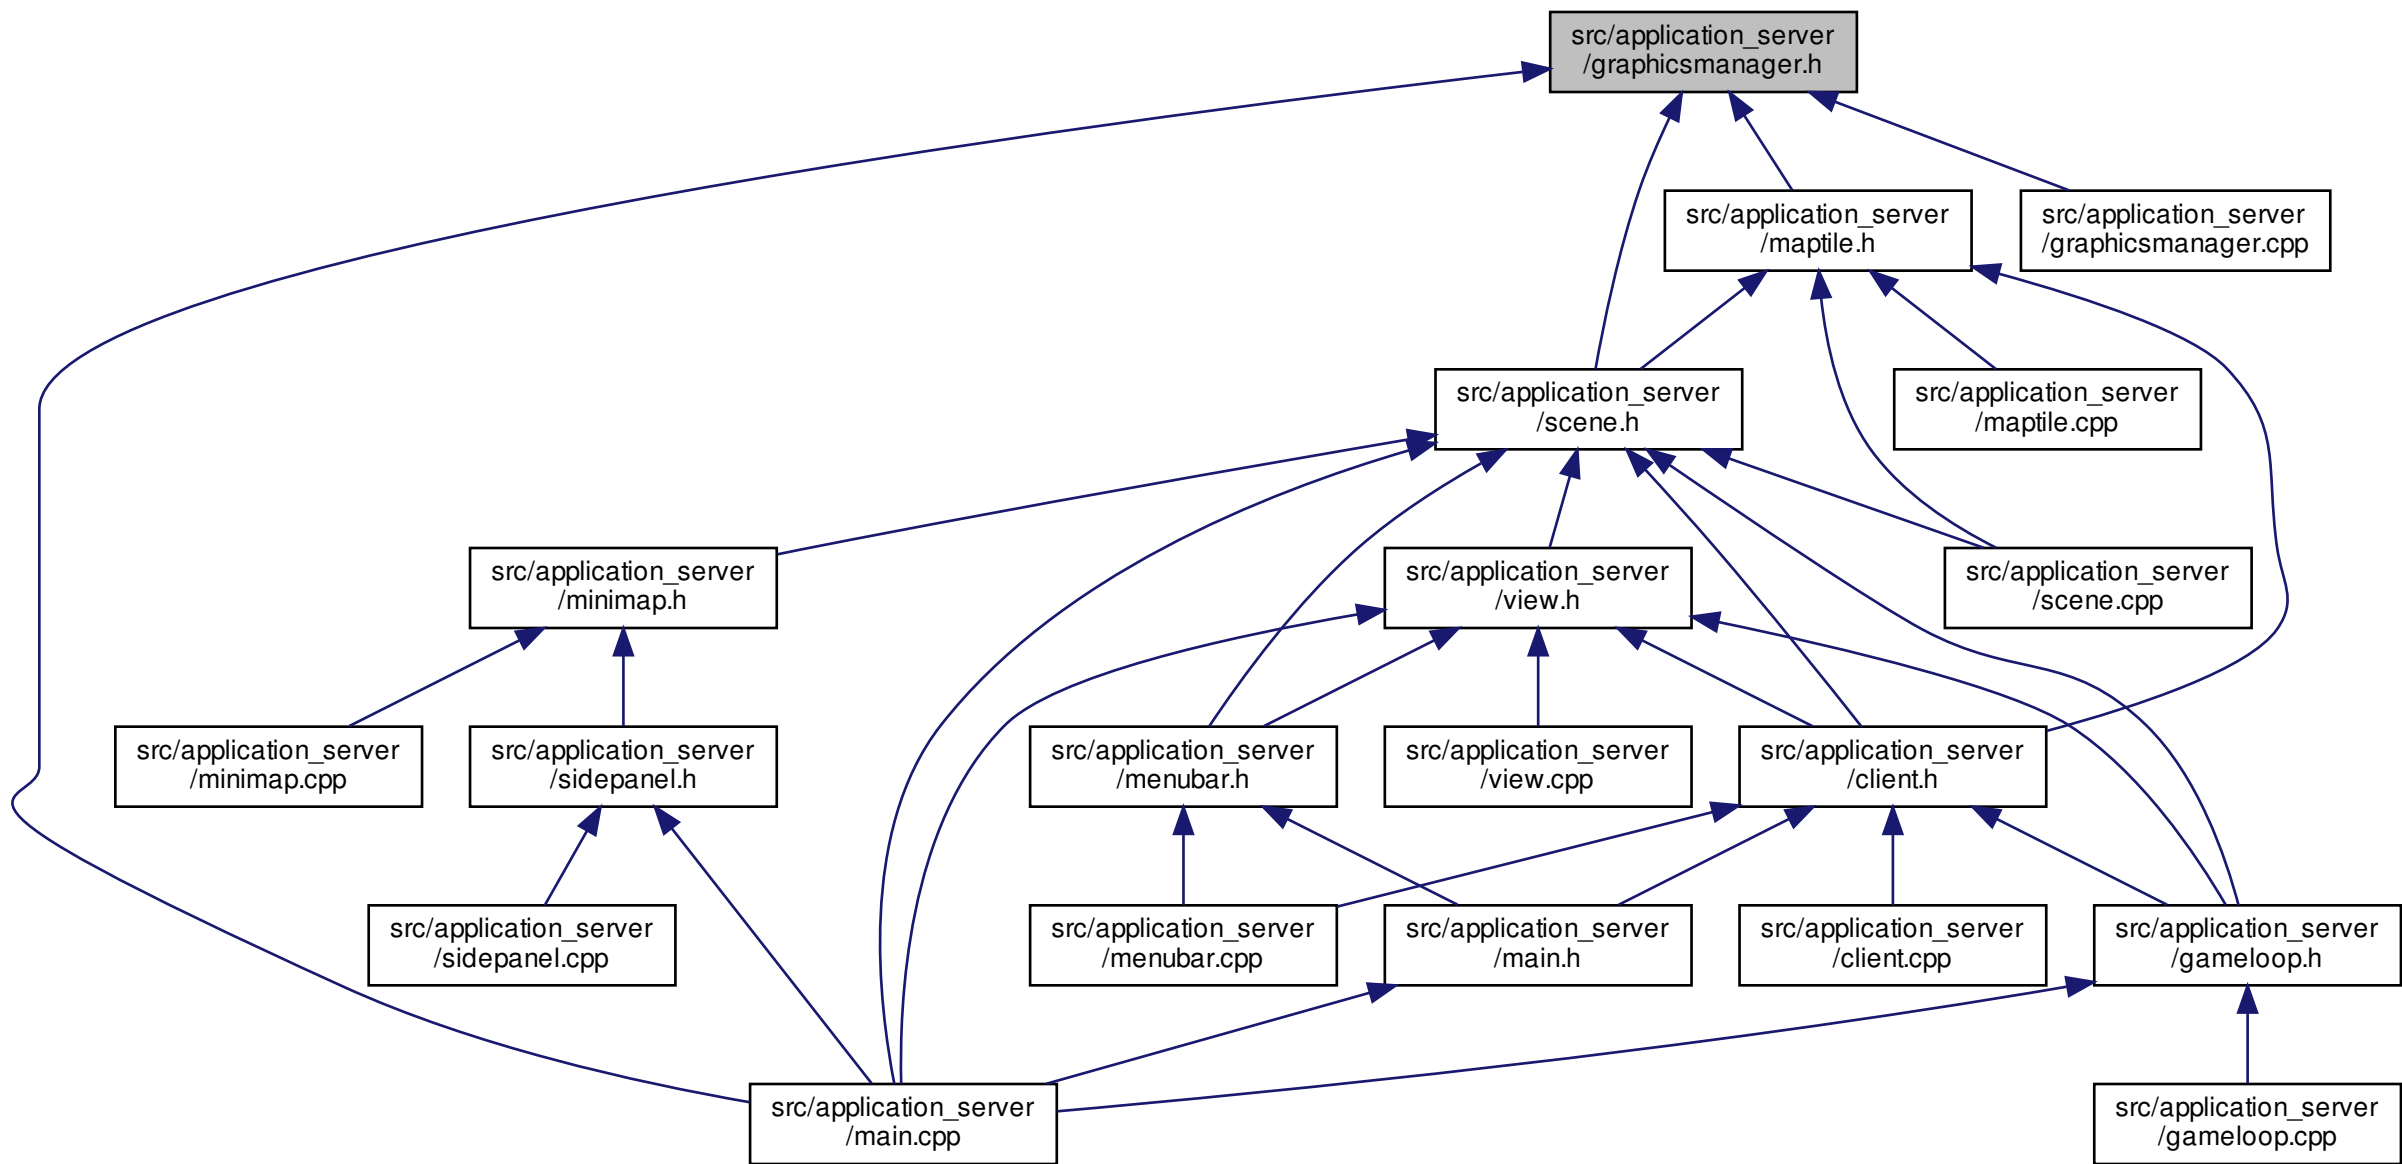 src/application_server
/graphicsmanager.h
src/application_server
/maptile.h
src/application_server
/graphicsmanager.cpp
src/application_server
/scene.h
src/application_server
/maptile.cpp
src/application_server
/minimap.h
src/application_server
/view.h
src/application_server
/scene.cpp
src/application_server
/minimap.cpp
src/application_server
/sidepanel.h
src/application_server
/menubar.h
src/application_server
/view.cpp
src/application_server
/client.h
src/application_server
/sidepanel.cpp
src/application_server
/menubar.cpp
src/application_server
/main.h
src/application_server
/client.cpp
src/application_server
/gameloop.h
src/application_server
/main.cpp
src/application_server
/gameloop.cpp